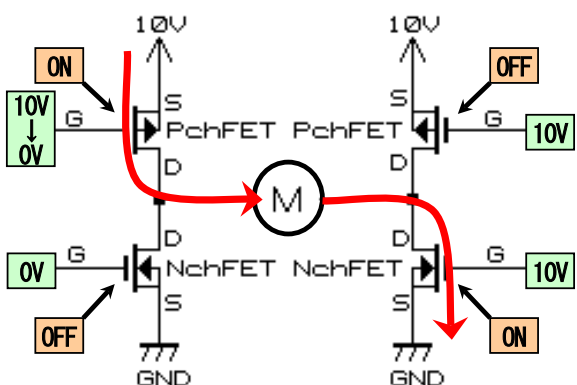 10V 10V
ON OFF
S S
10V
↓
0V
G PchFET PchFET G 10V
D D
M
D D
0V G NchFET NchFET G 10V
S S
OFF ON
GND GND